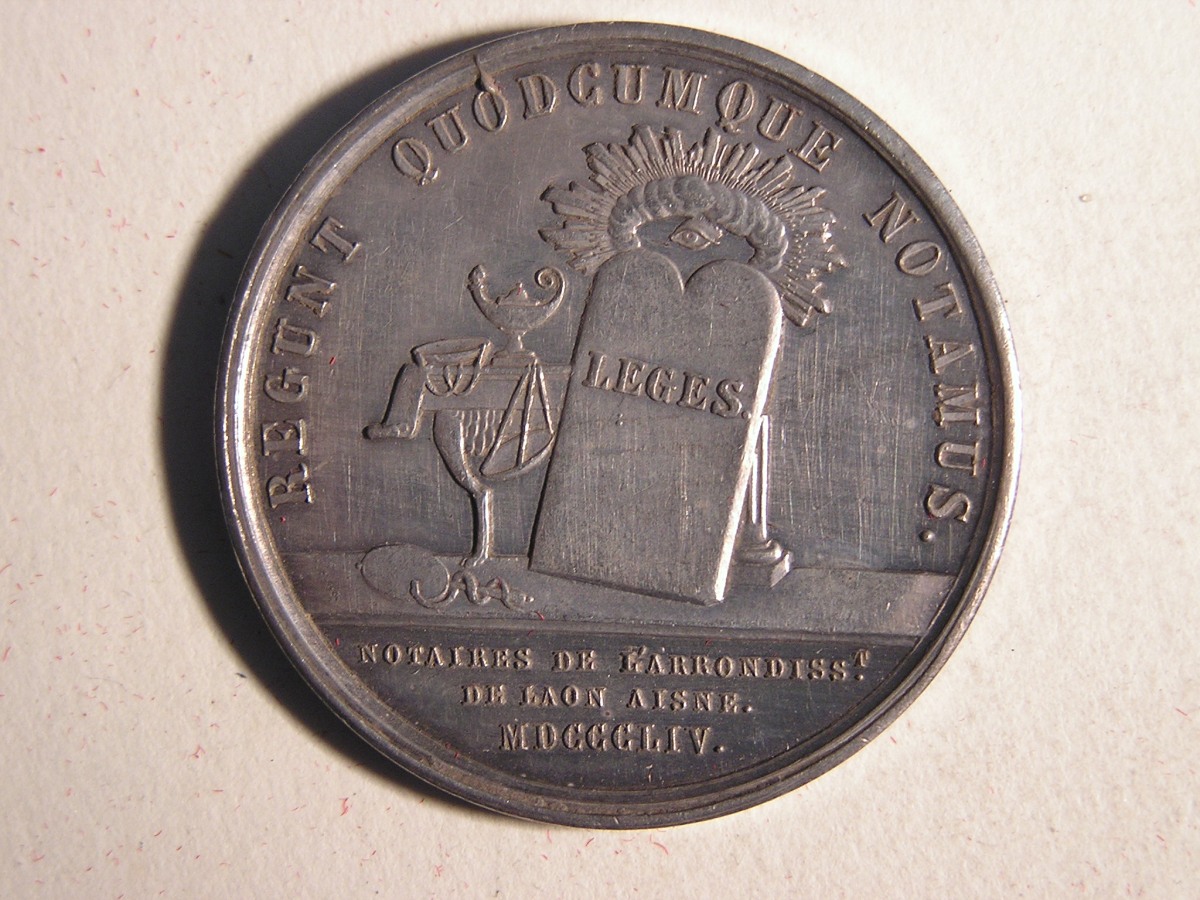 REGUNT QUODCUMQUE NOTAMUS.
LEGES.
NOTAIRES DE L'ARRONDISS.T
DE LAON AISNE.
MDCCCLIV.